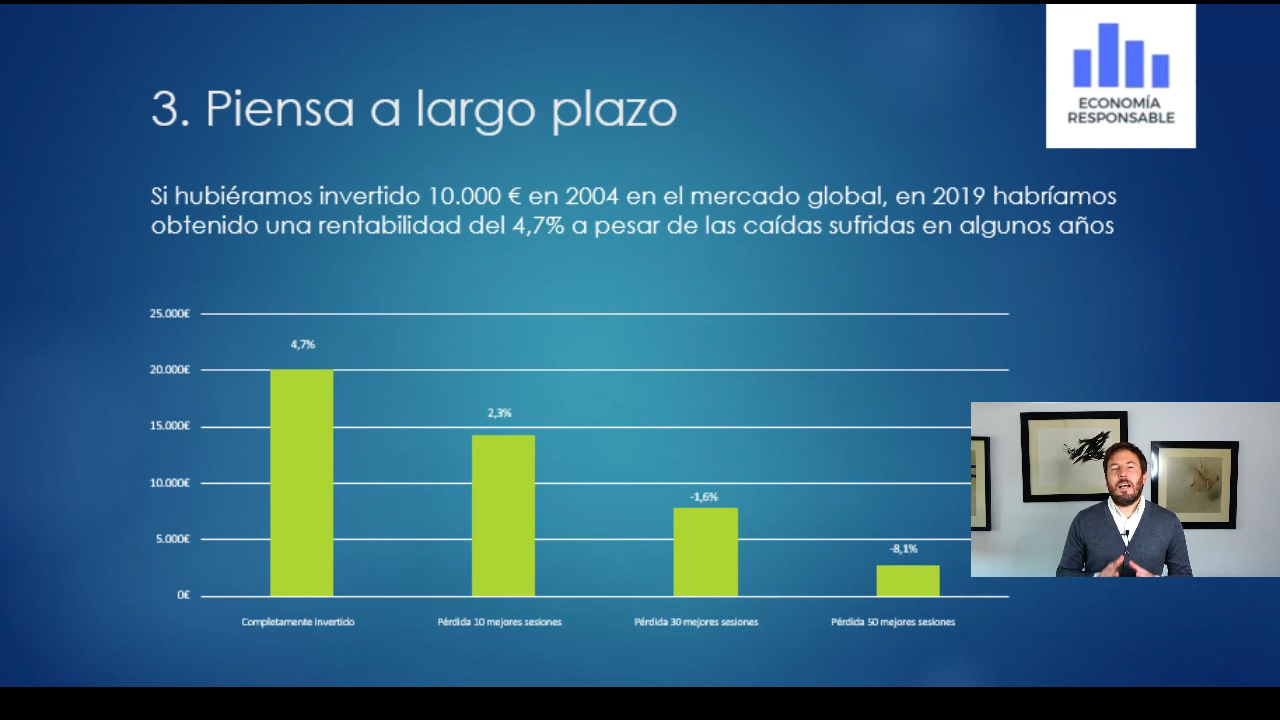 ECONOMÍA
RESPONSABLE
3. Piensa a largo plazo
Si hubiéramos invertido 10.000 € en 2004 en el mercado global, en 2019 habríamos
obtenido una rentabilidad del 4,7% a pesar de las caídas sufridas en algunos años
25.000€
20.000€
15.000€
10.000€
5.000€
0€
4,7%
2,3%
-1,6%
-8,1%
Completamente invertido
Pérdida 10 mejores sesiones
Pérdida 30 mejores sesiones
Pérdida 50 mejores sesiones